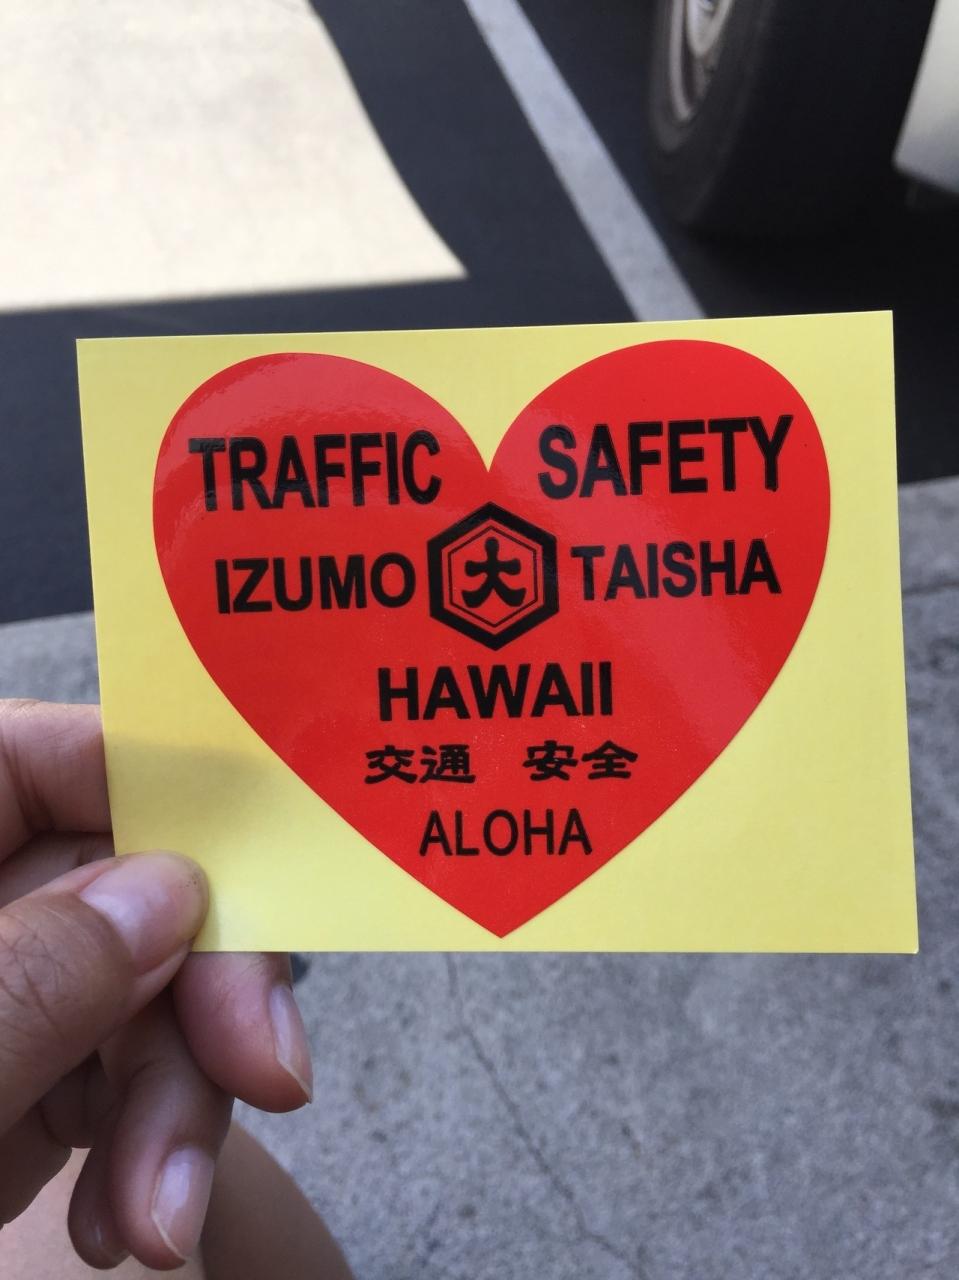 TRAFFIC SAFETY
IZUMO 大 TAISHA
HAWAII
交通 安全
ALOHA